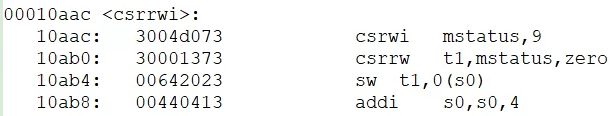 00010aac <csrrwi>:
10aac: 3004d073 csrwi mstatus,9
10ab0: 30001373 csrrw t1,mstatus,zero
10ab4: 00642023 sw t1,0(s0)
10ab8: 00440413 addi s0,s0,4